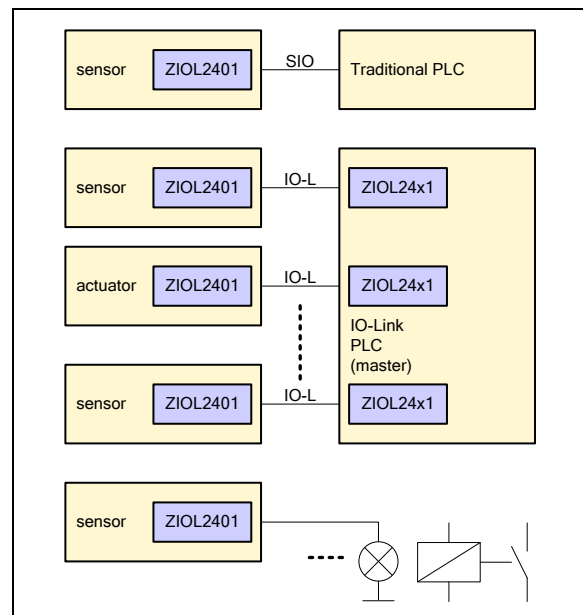 sensor ZIOL2401 SIO Traditional PLC
sensor ZIOL2401 IO-L ZIOL24x1
actuator ZIOL2401 IO-L ZIOL24x1
IO-Link
PLC
(master)
sensor ZIOL2401 IO-L ZIOL24x1
sensor ZIOL2401